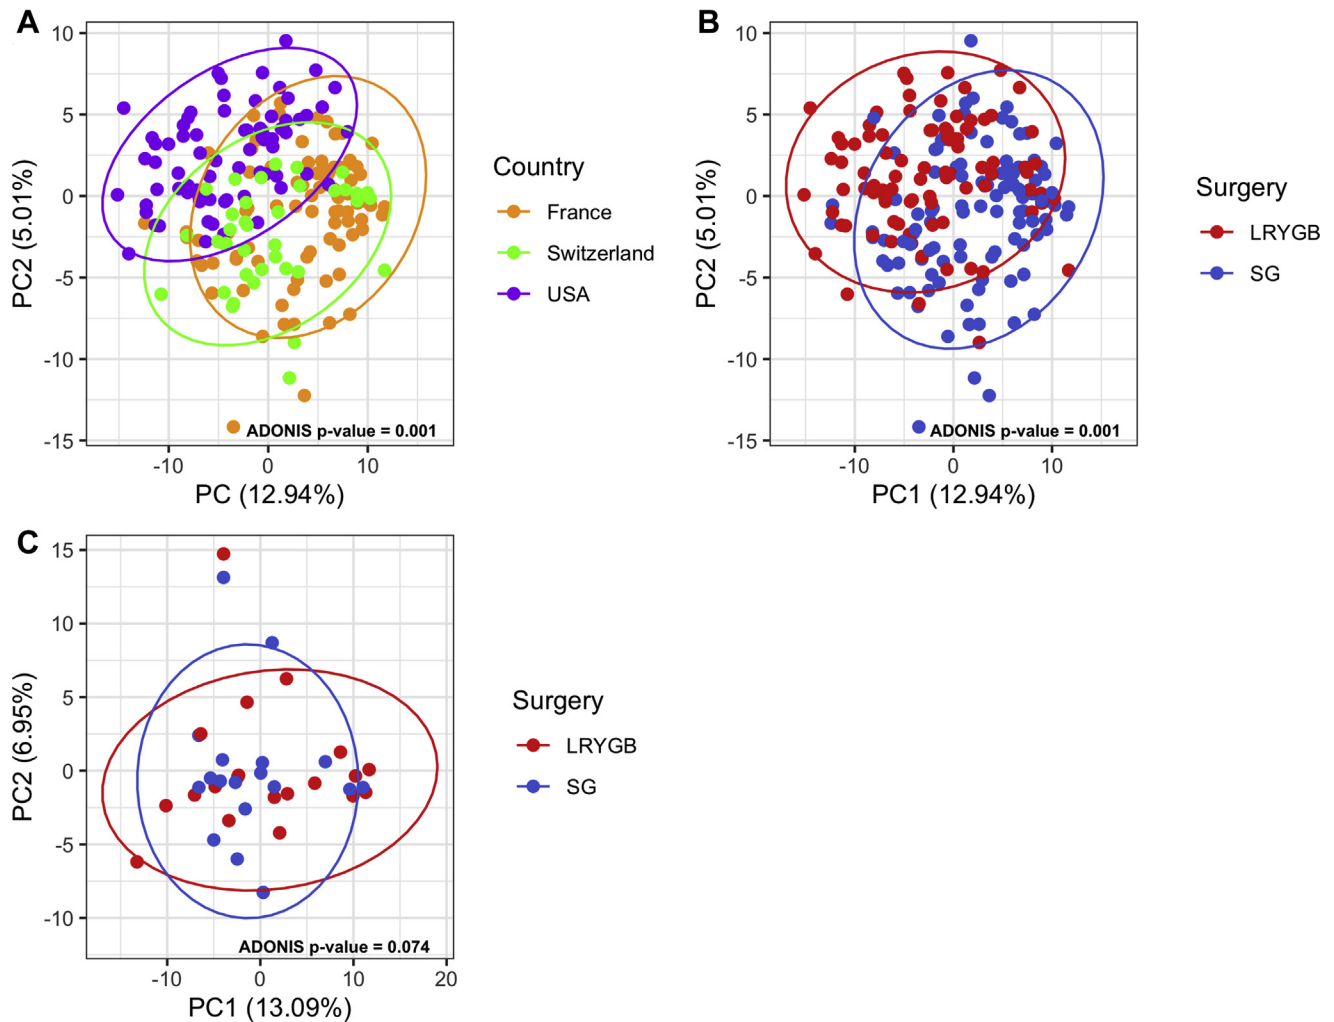 A
10
5
0
-5
-10
-15
PC2 (5.01%)
ADONIS p-value = 0.001
-10 0 10
PC (12.94%)
Country
France
Switzerland
USA
B
10
5
0
-5
-10
-15
PC2 (5.01%)
ADONIS p-value = 0.001
-10 0 10
PC1 (12.94%)
Surgery
LRYGB
SG
C
15
10
5
0
-5
-10
PC2 (6.95%)
ADONIS p-value = 0.074
-10 0 10 20
PC1 (13.09%)
Surgery
LRYGB
SG